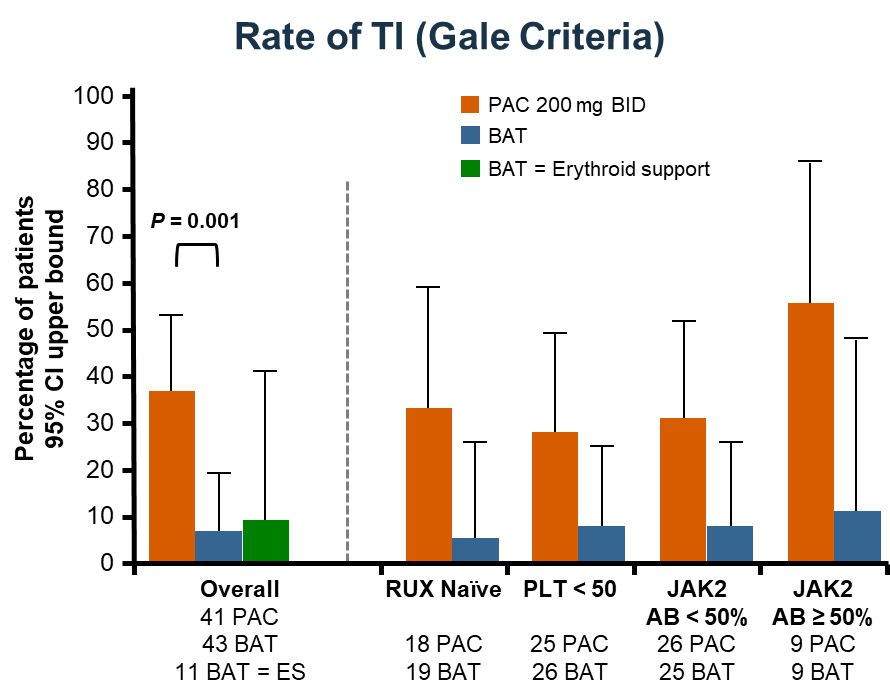 Rate of TI (Gale Criteria)
PAC 200 mg BID
BAT
BAT = Erythroid support
Percentage of patients
95% CI upper bound
100
90
80
70
60
50
40
30
20
10
0
P = 0.001
Overall
41 PAC
43 BAT
11 BAT = ES
RUX Naïve
18 PAC
19 BAT
PLT < 50
25 PAC
26 BAT
JAK2
AB < 50%
26 PAC
25 BAT
JAK2
AB ≥ 50%
9 PAC
9 BAT